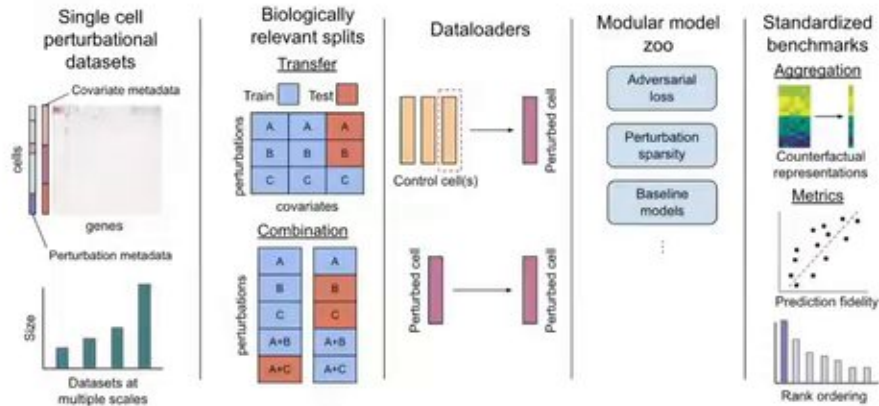 Single cell
perturbational
datasets
Covariate metadata
cells
genes
Perturbation metadata
Size
Datasets at
multiple scales
Biologically
relevant splits
Transfer
Train
Test
perturbations
A A A
B B B
C C C
covariates
Combination
perturbations
A A
B B
C C
A+B A+B
A+C A+C
Dataloaders
Control cell(s)
Perturbed cell
Perturbed cell
Perturbed cell
Modular model
zoo
Adversarial
loss
Perturbation
sparsity
Baseline
models
⋮
Standardized
benchmarks
Aggregation
Counterfactual
representations
Metrics
Prediction fidelity
Rank ordering